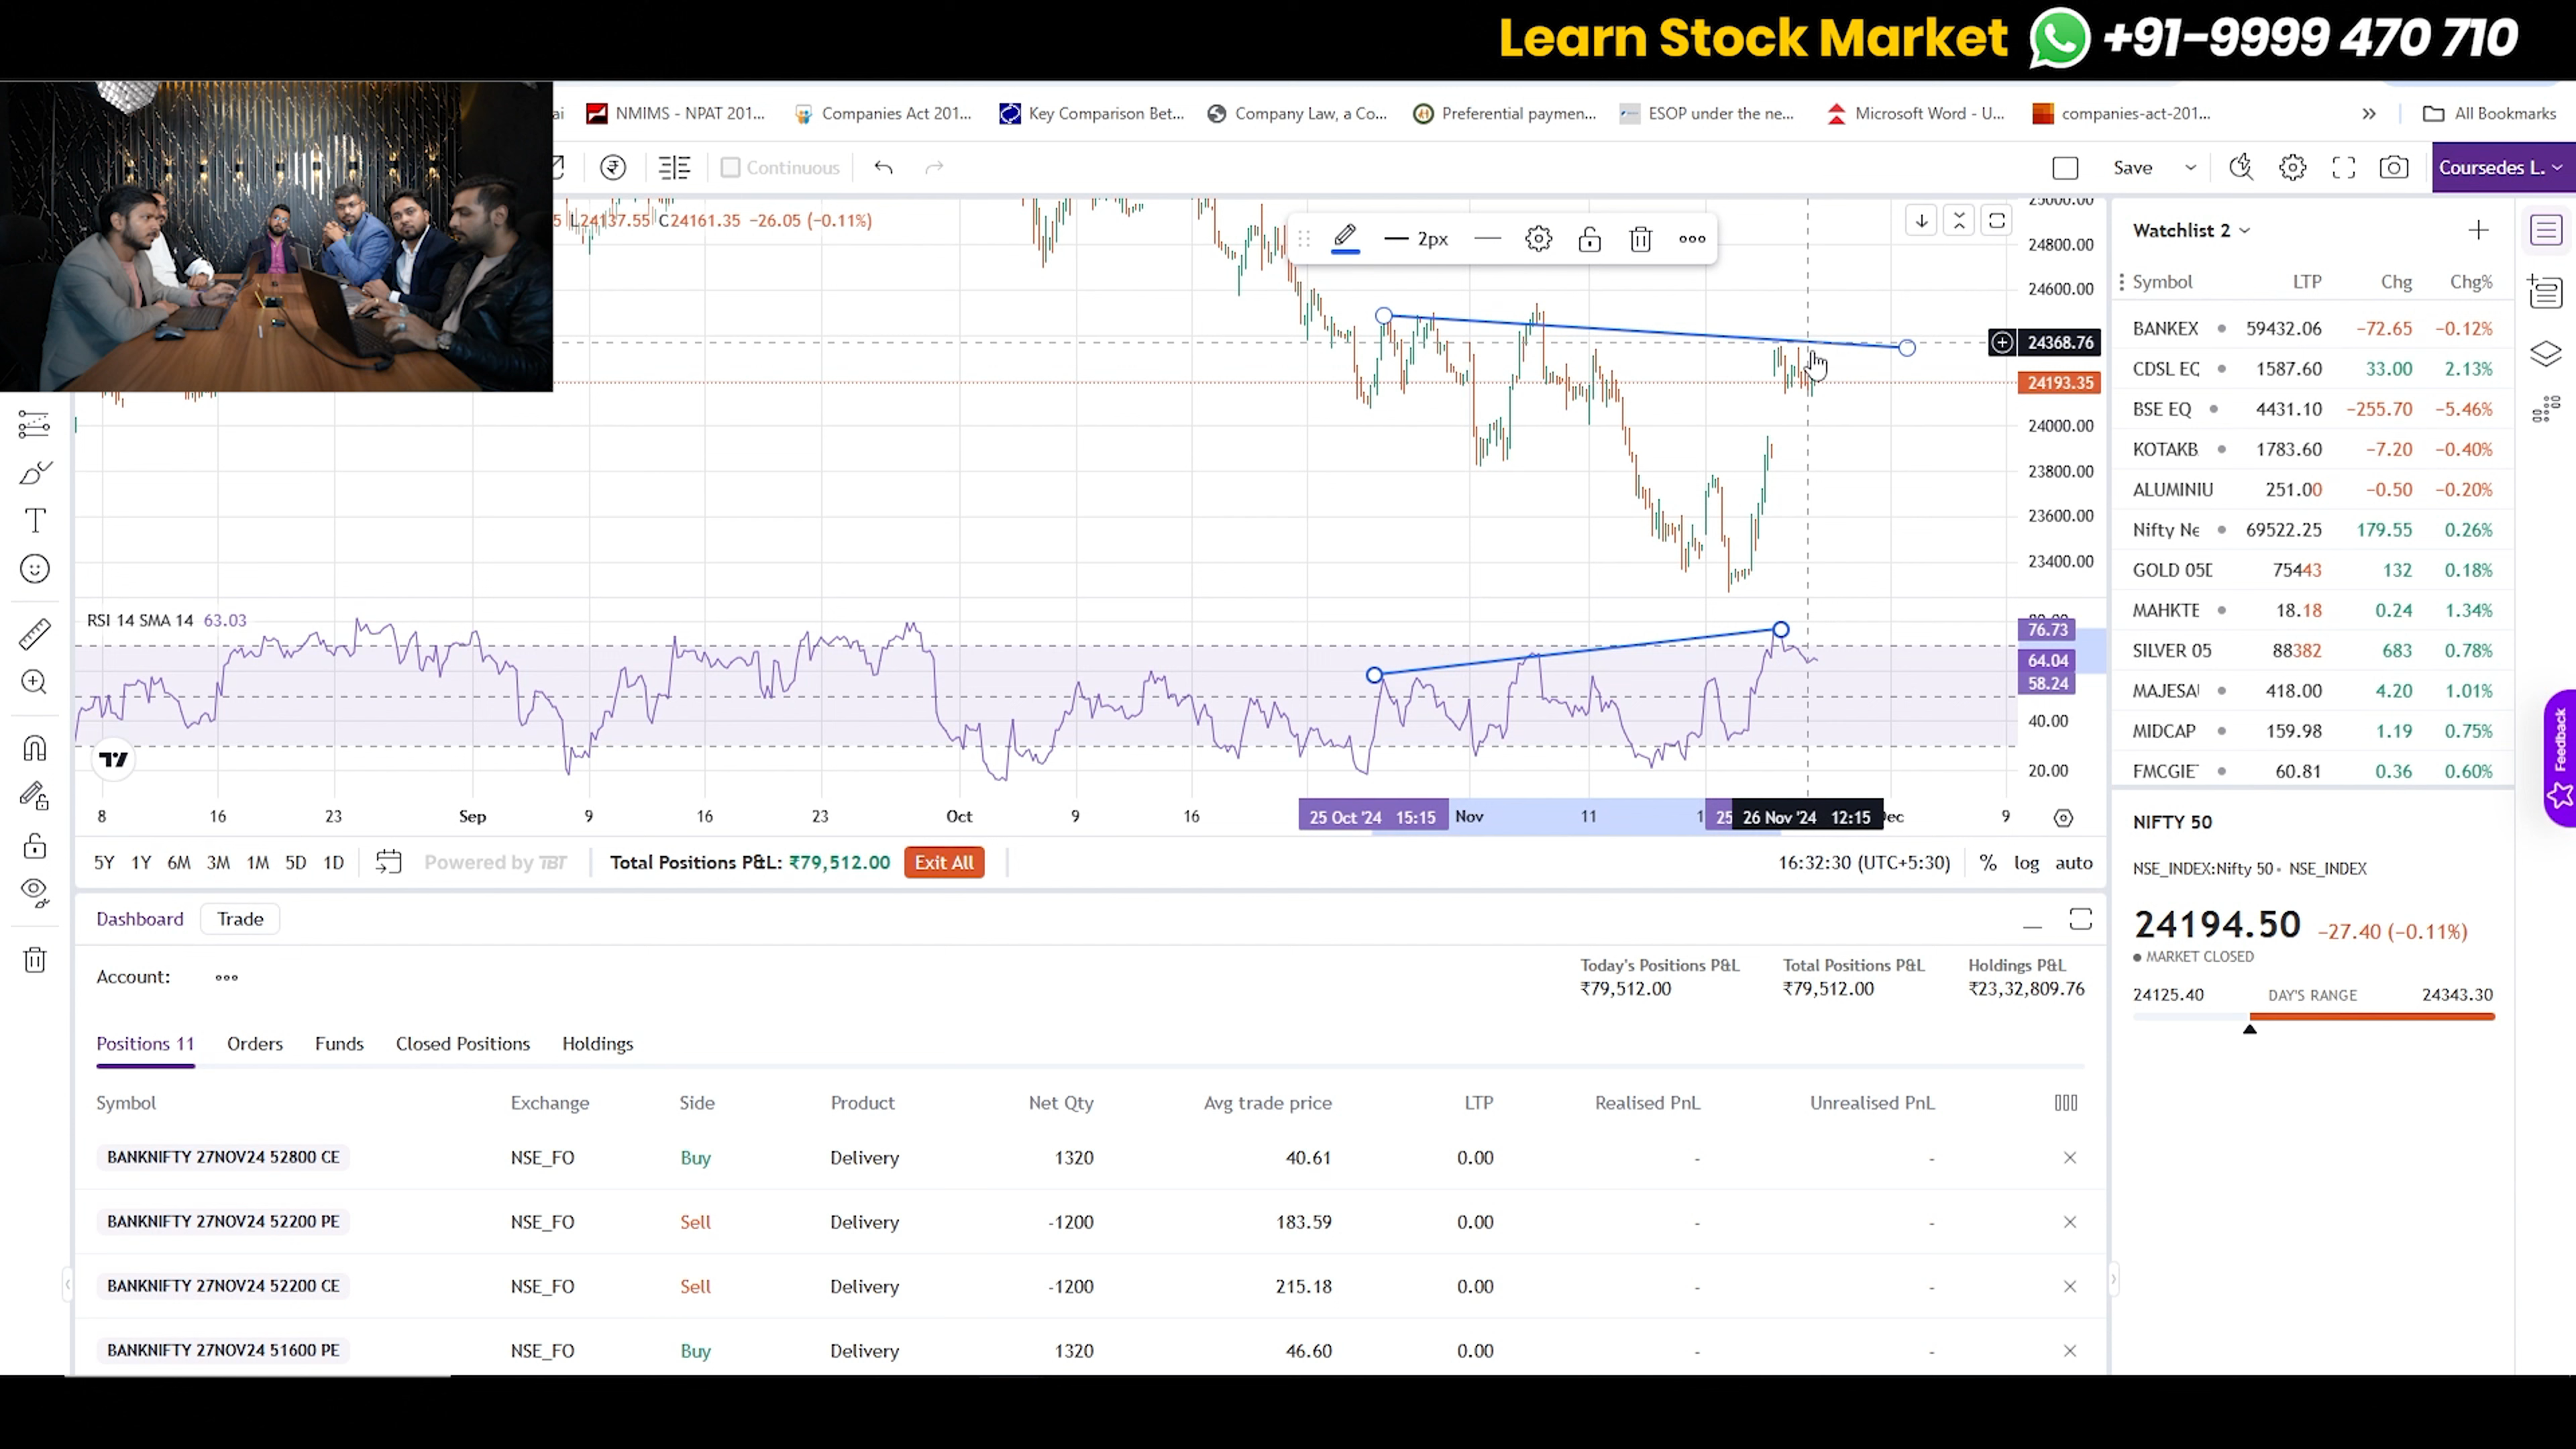 Learn Stock Market +91-9999 470 710
ai NMIMS - NPAT 201... Companies Act 201... Key Comparison Bet... Company Law, a Co... Preferential paymen... ESOP under the ne... Microsoft Word - U... companies-act-201... » All Bookmarks
Continuous Save Coursedes L.
5 L24137.55 C24161.35 −26.05 (−0.11%)
2px
25000.00
24800.00
24600.00
24368.76
24193.35
24000.00
23800.00
23600.00
23400.00
RSI 14 SMA 14 63.03
80.00
76.73
64.04
58.24
40.00
20.00
8 16 23 Sep 9 16 23 Oct 9 16 25 Oct '24 15:15 Nov 11 1 25 26 Nov '24 12:15 Dec 9
5Y 1Y 6M 3M 1M 5D 1D Powered by TBT Total Positions P&L: ₹79,512.00 Exit All 16:32:30 (UTC+5:30) % log auto
Dashboard Trade
Account:
Today's Positions P&L Total Positions P&L Holdings P&L
₹79,512.00 ₹79,512.00 ₹23,32,809.76
Positions 11 Orders Funds Closed Positions Holdings
Symbol Exchange Side Product Net Qty Avg trade price LTP Realised PnL Unrealised PnL
BANKNIFTY 27NOV24 52800 CE NSE_FO Buy Delivery 1320 40.61 0.00 - -
BANKNIFTY 27NOV24 52200 PE NSE_FO Sell Delivery -1200 183.59 0.00 - -
BANKNIFTY 27NOV24 52200 CE NSE_FO Sell Delivery -1200 215.18 0.00 - -
BANKNIFTY 27NOV24 51600 PE NSE_FO Buy Delivery 1320 46.60 0.00 - -
Watchlist 2
Symbol LTP Chg Chg%
BANKEX 59432.06 −72.65 −0.12%
CDSL EQ 1587.60 33.00 2.13%
BSE EQ 4431.10 −255.70 −5.46%
KOTAKB 1783.60 −7.20 −0.40%
ALUMINIU 251.00 −0.50 −0.20%
Nifty Ne 69522.25 179.55 0.26%
GOLD 05D 75443 132 0.18%
MAHKTE 18.18 0.24 1.34%
SILVER 05 88382 683 0.78%
MAJESA 418.00 4.20 1.01%
MIDCAP 159.98 1.19 0.75%
FMCGIE 60.81 0.36 0.60%
NIFTY 50
NSE_INDEX:Nifty 50 • NSE_INDEX
24194.50 −27.40 (−0.11%)
MARKET CLOSED
24125.40 DAY'S RANGE 24343.30
Feedback